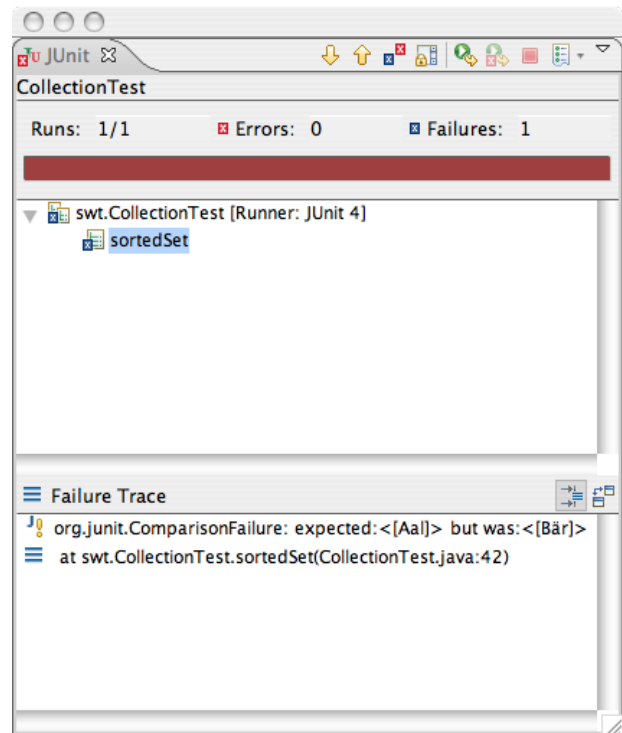 JUnit
CollectionTest
Runs: 1/1 Errors: 0 Failures: 1
swt.CollectionTest [Runner: JUnit 4]
sortedSet
Failure Trace
org.junit.ComparisonFailure: expected:<[Aal]> but was:<[Bär]>
at swt.CollectionTest.sortedSet(CollectionTest.java:42)